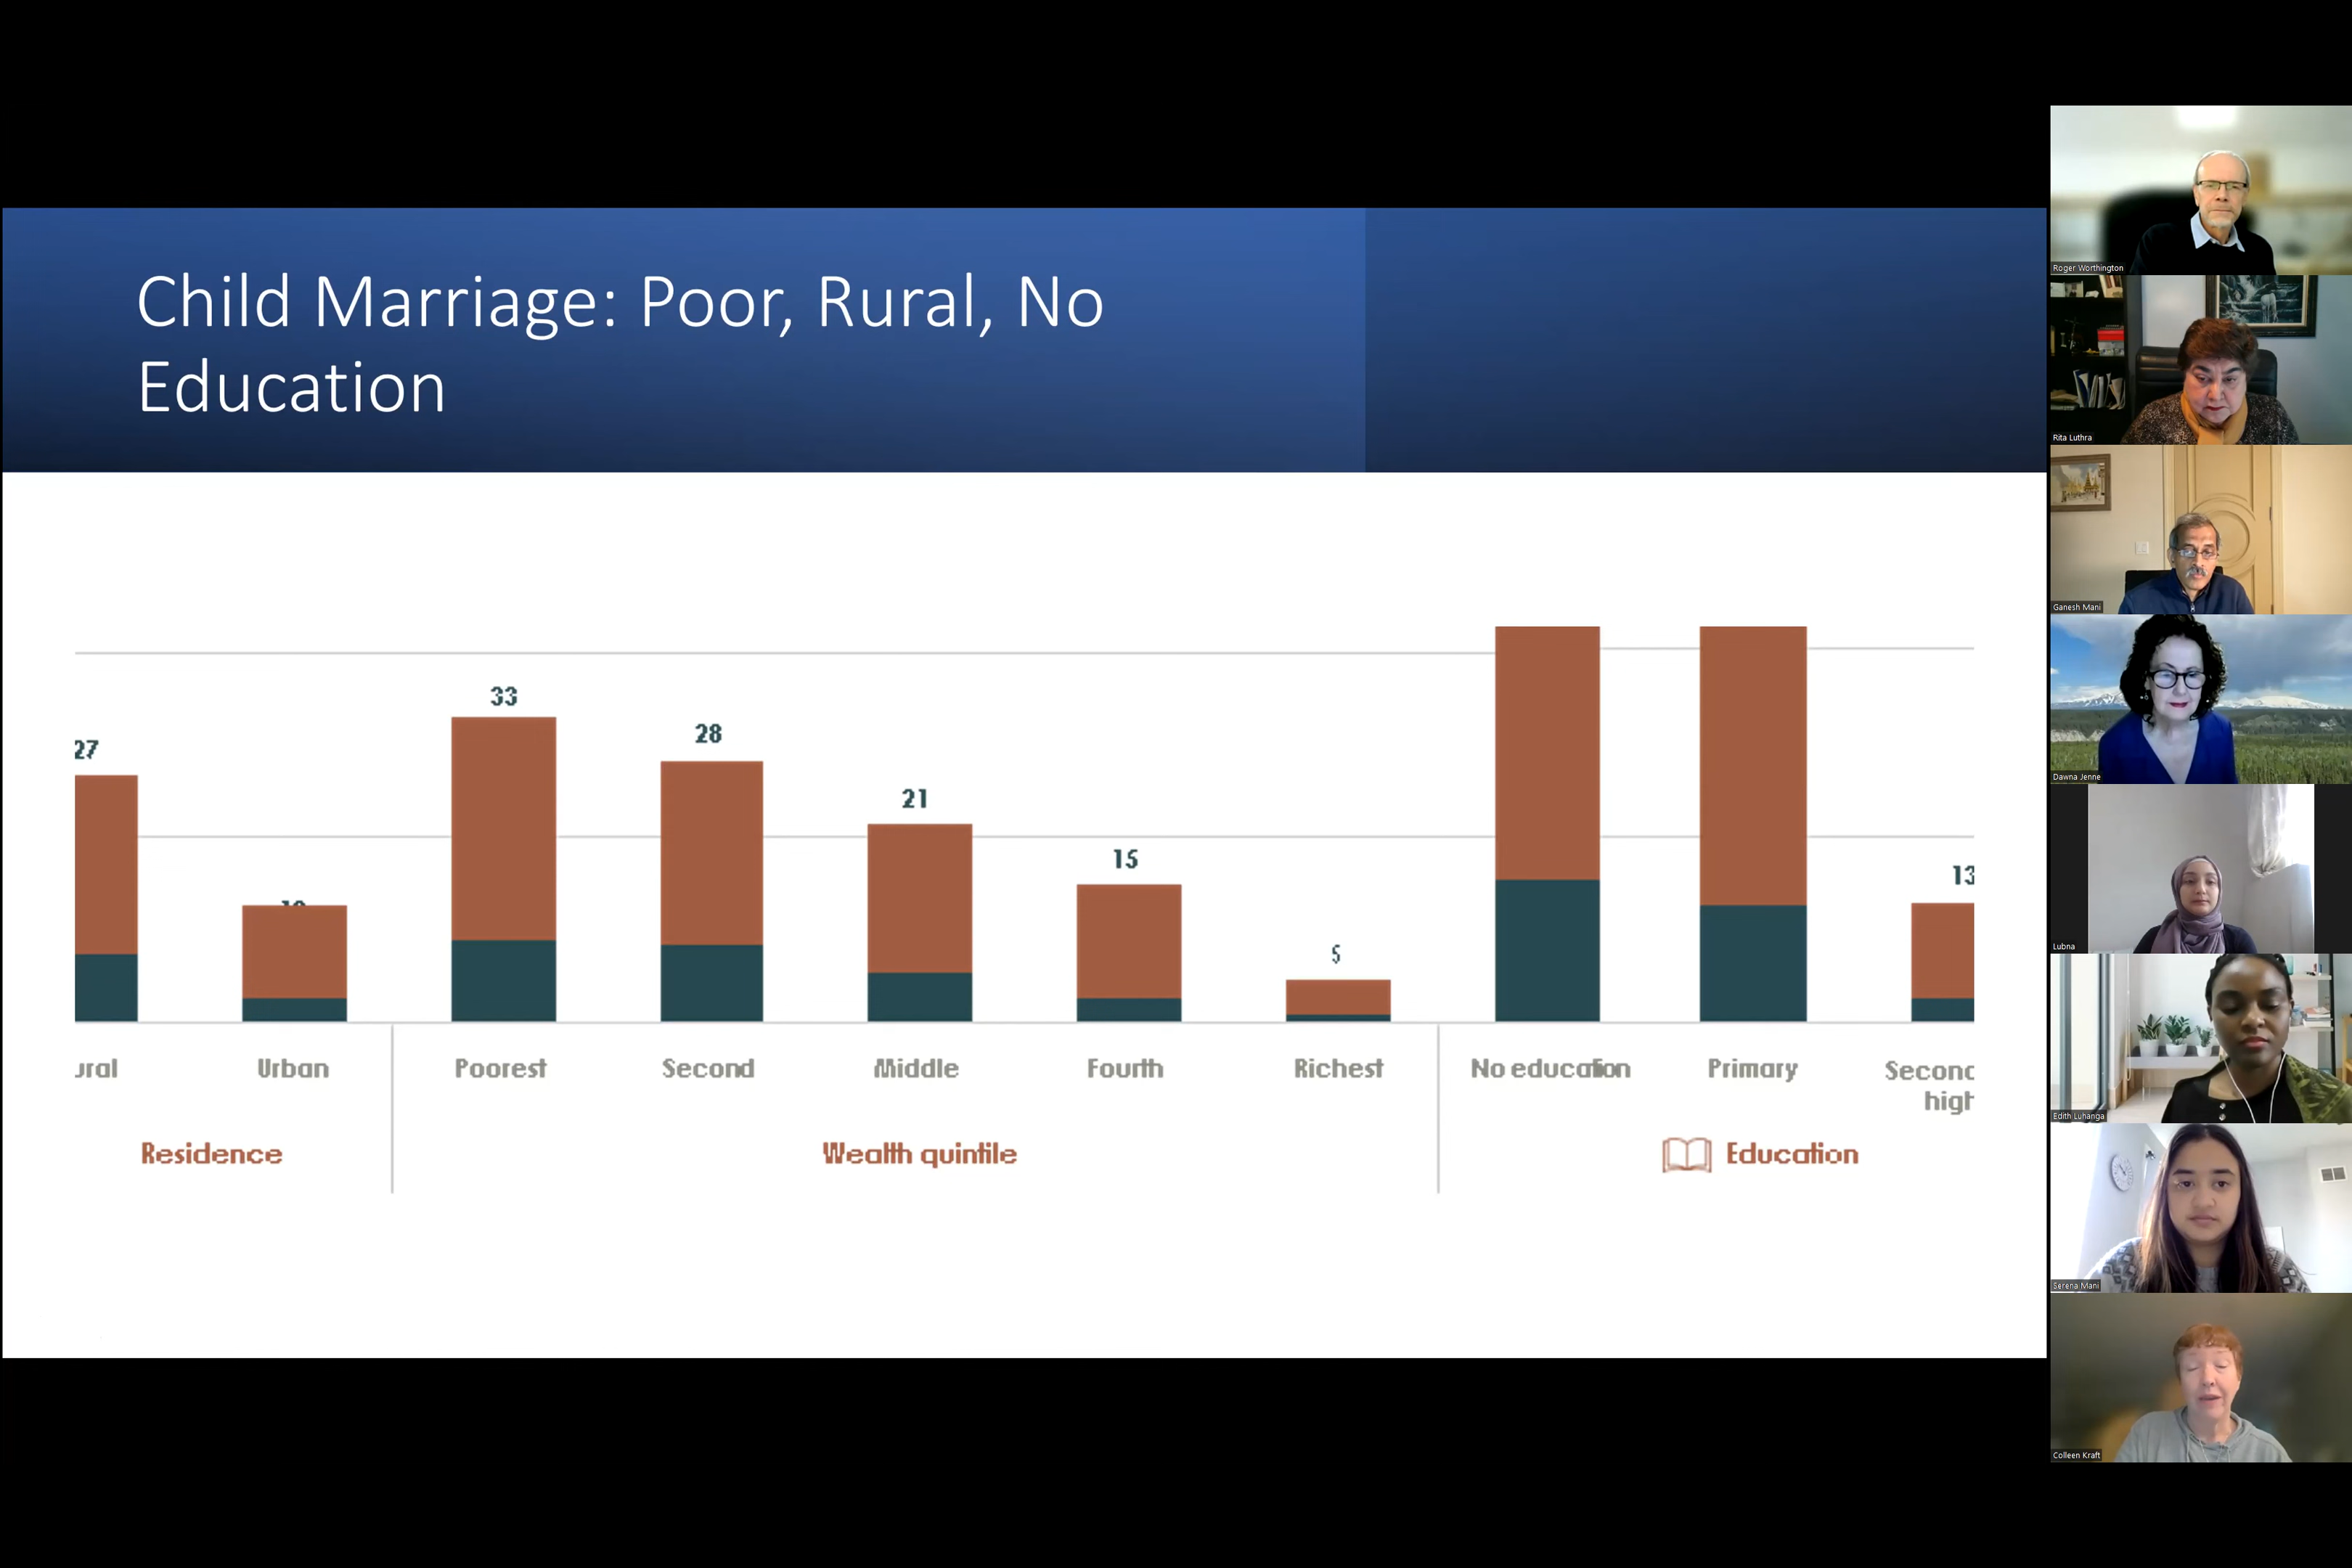 Child Marriage: Poor, Rural, No
Education
27
33
28
21
15
5
13
ural
Urban
Poorest
Second
Middle
Fourth
Richest
No education
Primary
Second
high
Residence
Wealth quintile
Education
Roger Worthington
Rita Luthra
Ganesh Mani
Dawna Jenne
Lubna
Edith Luhanga
Serena Mani
Colleen Kraft